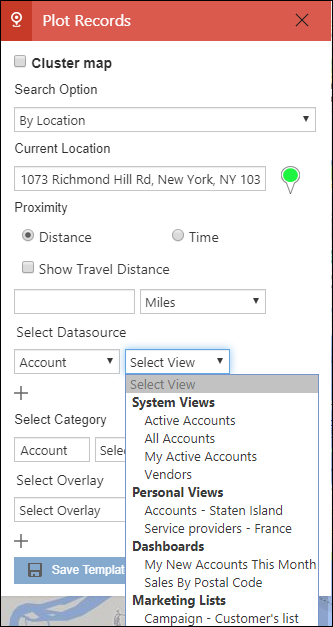 Plot Records
Cluster map
Search Option
By Location
Current Location
1073 Richmond Hill Rd, New York, NY 103
Proximity
Distance Time
Show Travel Distance
Miles
Select Datasource
Account Select View
Select View
System Views
Active Accounts
All Accounts
My Active Accounts
Vendors
Personal Views
Accounts - Staten Island
Service providers - France
Dashboards
My New Accounts This Month
Sales By Postal Code
Marketing Lists
Campaign - Customer's list
Select Category
Account Selec
Select Overlay
Select Overlay
Save Templat